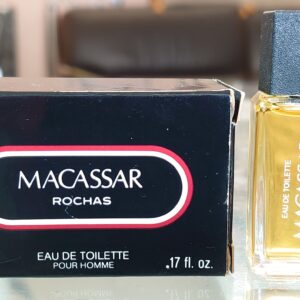 MACASSAR
ROCHAS
EAU DE TOILETTE
POUR HOMME
.17 fl. oz.
EAU DE TOILETTE